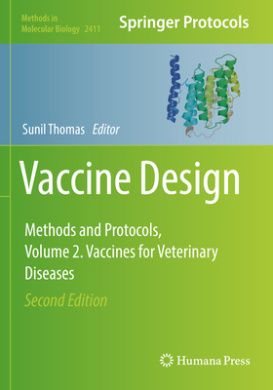 Methods in
Molecular Biology 2411
Springer Protocols
Sunil Thomas Editor
Vaccine Design
Methods and Protocols,
Volume 2. Vaccines for Veterinary
Diseases
Second Edition
Humana Press